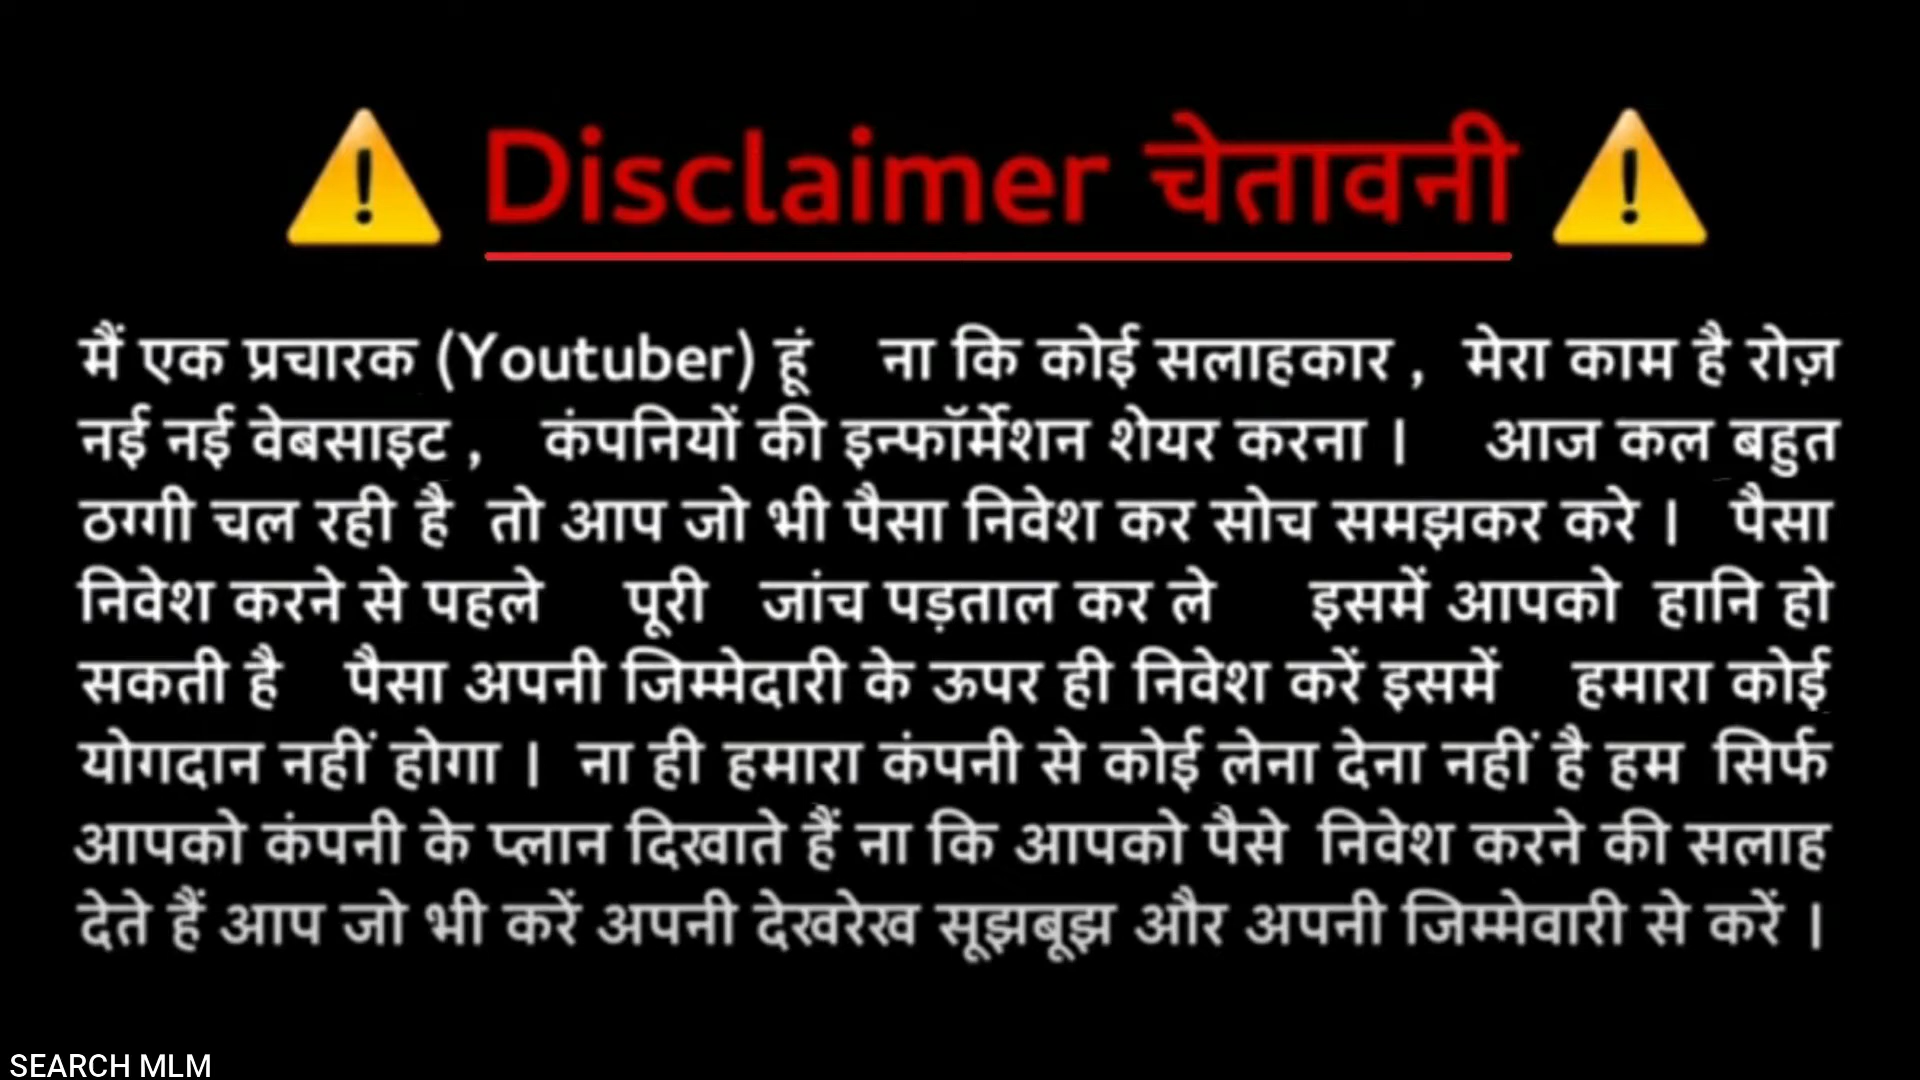 ⚠ Disclaimer चेतावनी ⚠
मैं एक प्रचारक (Youtuber) हूं ना कि कोई सलाहकार , मेरा काम है रोज़
नई नई वेबसाइट , कंपनियों की इन्फॉर्मेशन शेयर करना । आज कल बहुत
ठग्गी चल रही है तो आप जो भी पैसा निवेश कर सोच समझकर करे । पैसा
निवेश करने से पहले पूरी जांच पड़ताल कर ले इसमें आपको हानि हो
सकती है पैसा अपनी जिम्मेदारी के ऊपर ही निवेश करें इसमें हमारा कोई
योगदान नहीं होगा । ना ही हमारा कंपनी से कोई लेना देना नहीं है हम सिर्फ
आपको कंपनी के प्लान दिखाते हैं ना कि आपको पैसे निवेश करने की सलाह
देते हैं आप जो भी करें अपनी देखरेख सूझबूझ और अपनी जिम्मेवारी से करें ।
SEARCH MLM